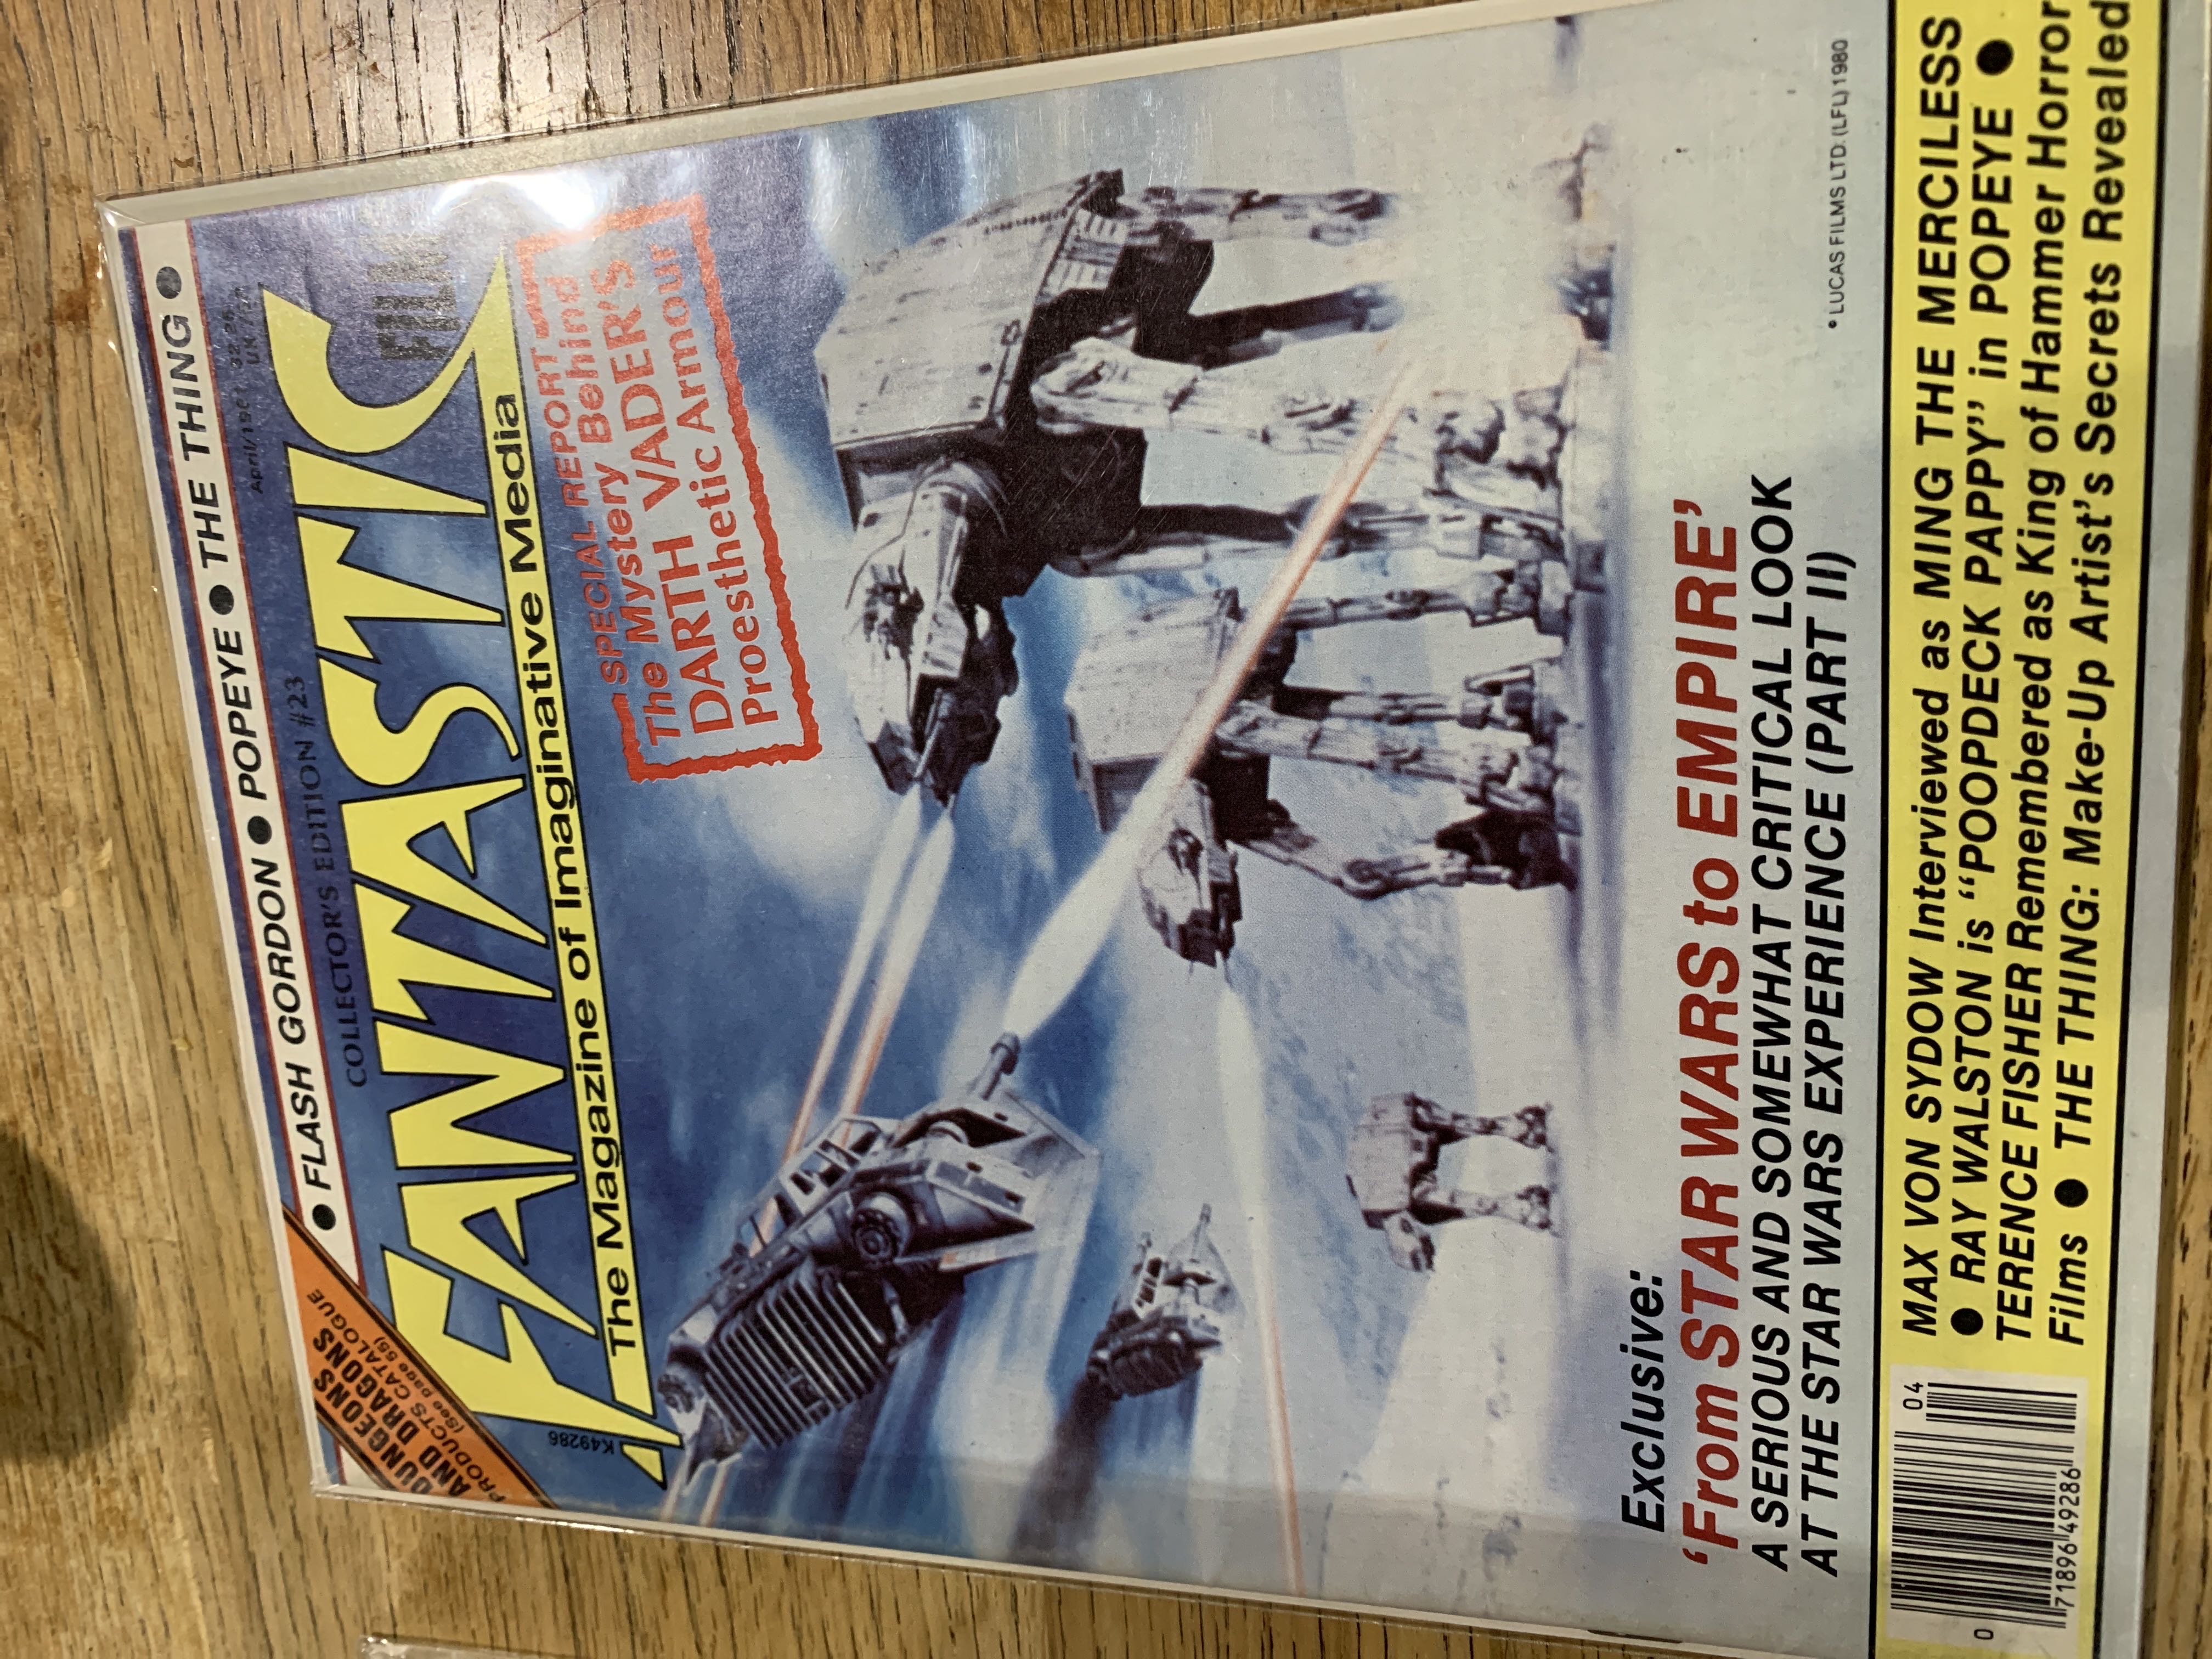 DUNGEONS
AND DRAGONS
PRODUCTS CATALOGUE
(See page 55)
● FLASH GORDON ● POPEYE ● THE THING ●
COLLECTOR'S EDITION #23
K49286
FANTASTIC
FILMS
The Magazine of Imaginative Media
SPECIAL REPORT
The Mystery Behind
DARTH VADER'S
Proesthetic Armour
Exclusive:
'From STAR WARS to EMPIRE'
A SERIOUS AND SOMEWHAT CRITICAL LOOK
AT THE STAR WARS EXPERIENCE (PART II)
© LUCAS FILMS LTD. (LFL) 1980
MAX VON SYDOW Interviewed as MING THE MERCILESS
● RAY WALSTON is "POOPDECK PAPPY" in POPEYE ●
TERENCE FISHER Remembered as King of Hammer Horror
Films ● THE THING: Make-Up Artist's Secrets Revealed
04
0 71896 49286